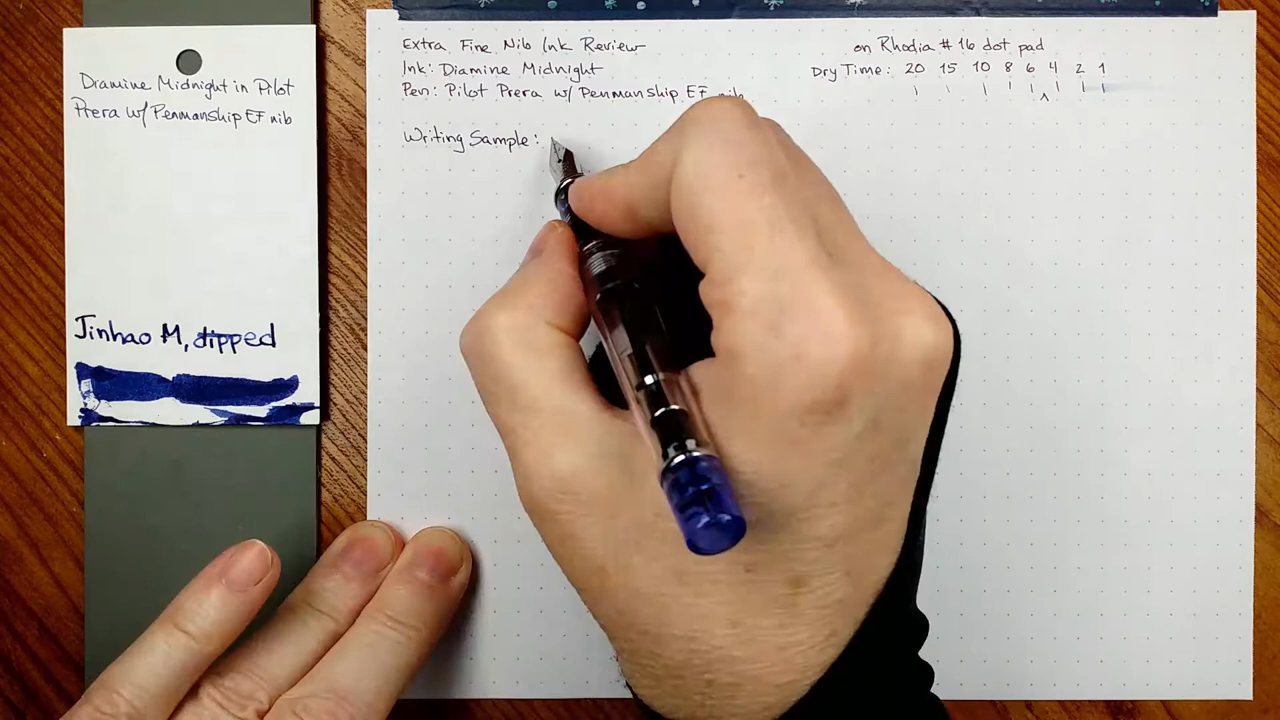 Diamine Midnight in Pilot
Prera w/ Penmanship EF nib
Jinhao M, dipped
Extra Fine Nib Ink Review
Ink: Diamine Midnight
Pen: Pilot Prera w/ Penmanship EF nib
Writing Sample:
on Rhodia # 16 dot pad
Dry Time: 20 15 10 8 6 4 2 1